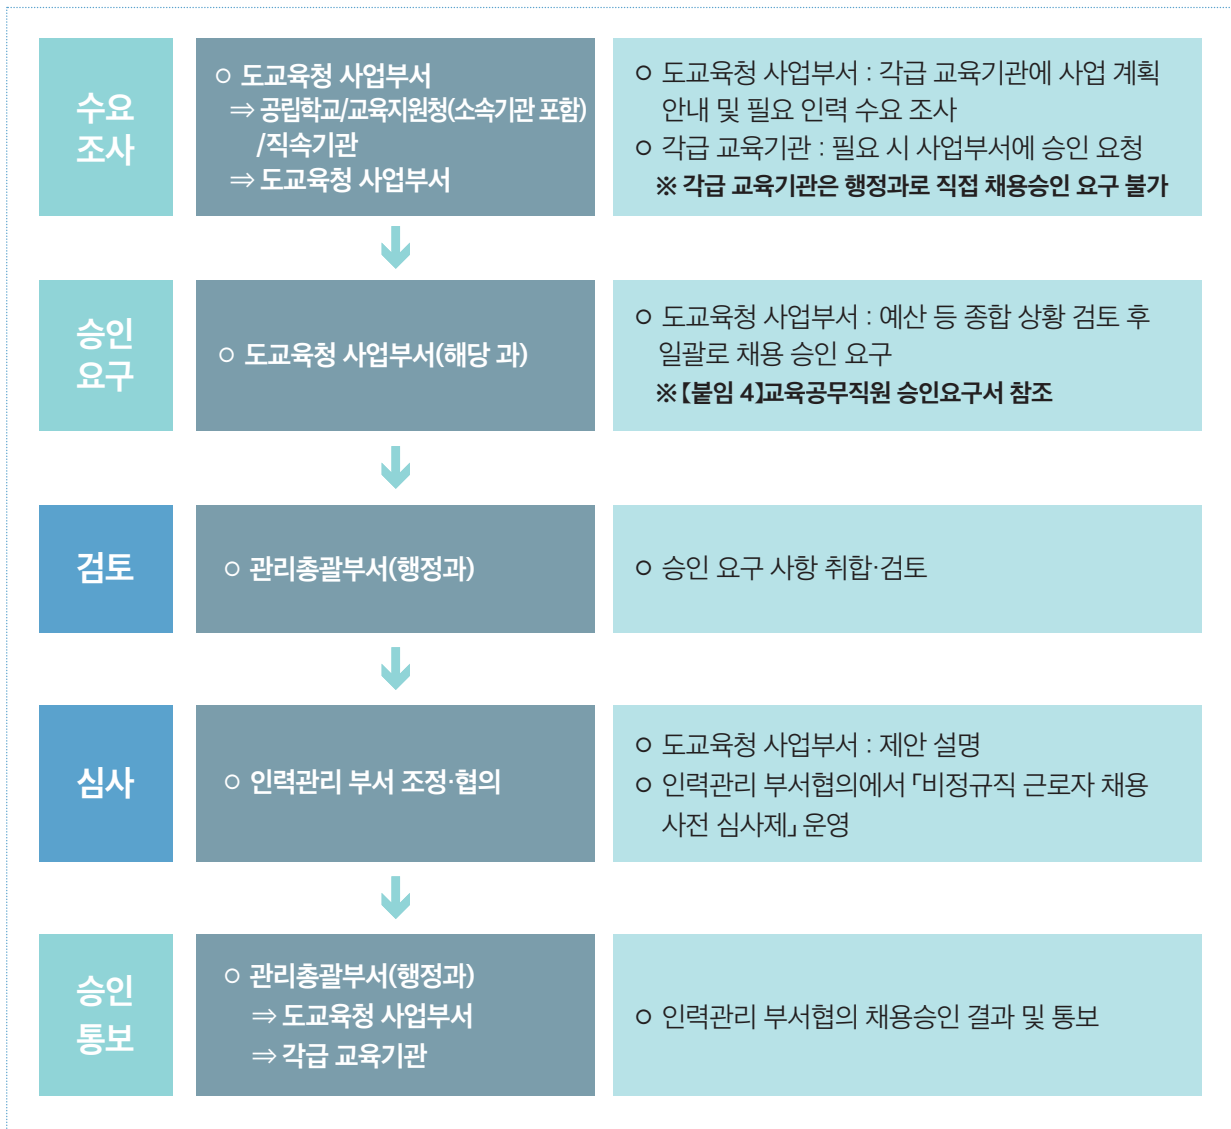 수요
조사
○ 도교육청 사업부서
⇒ 공립학교/교육지원청(소속기관 포함)
/직속기관
⇒ 도교육청 사업부서
○ 도교육청 사업부서 : 각급 교육기관에 사업 계획
안내 및 필요 인력 수요 조사
○ 각급 교육기관 : 필요 시 사업부서에 승인 요청
※ 각급 교육기관은 행정과로 직접 채용승인 요구 불가
승인
요구
○ 도교육청 사업부서(해당 과)
○ 도교육청 사업부서 : 예산 등 종합 상황 검토 후
일괄로 채용 승인 요구
※【붙임 4】교육공무직원 승인요구서 참조
검토
○ 관리총괄부서(행정과)
○ 승인 요구 사항 취합·검토
심사
○ 인력관리 부서 조정·협의
○ 도교육청 사업부서 : 제안 설명
○ 인력관리 부서협의에서 「비정규직 근로자 채용
사전 심사제」 운영
승인
통보
○ 관리총괄부서(행정과)
⇒ 도교육청 사업부서
⇒ 각급 교육기관
○ 인력관리 부서협의 채용승인 결과 및 통보